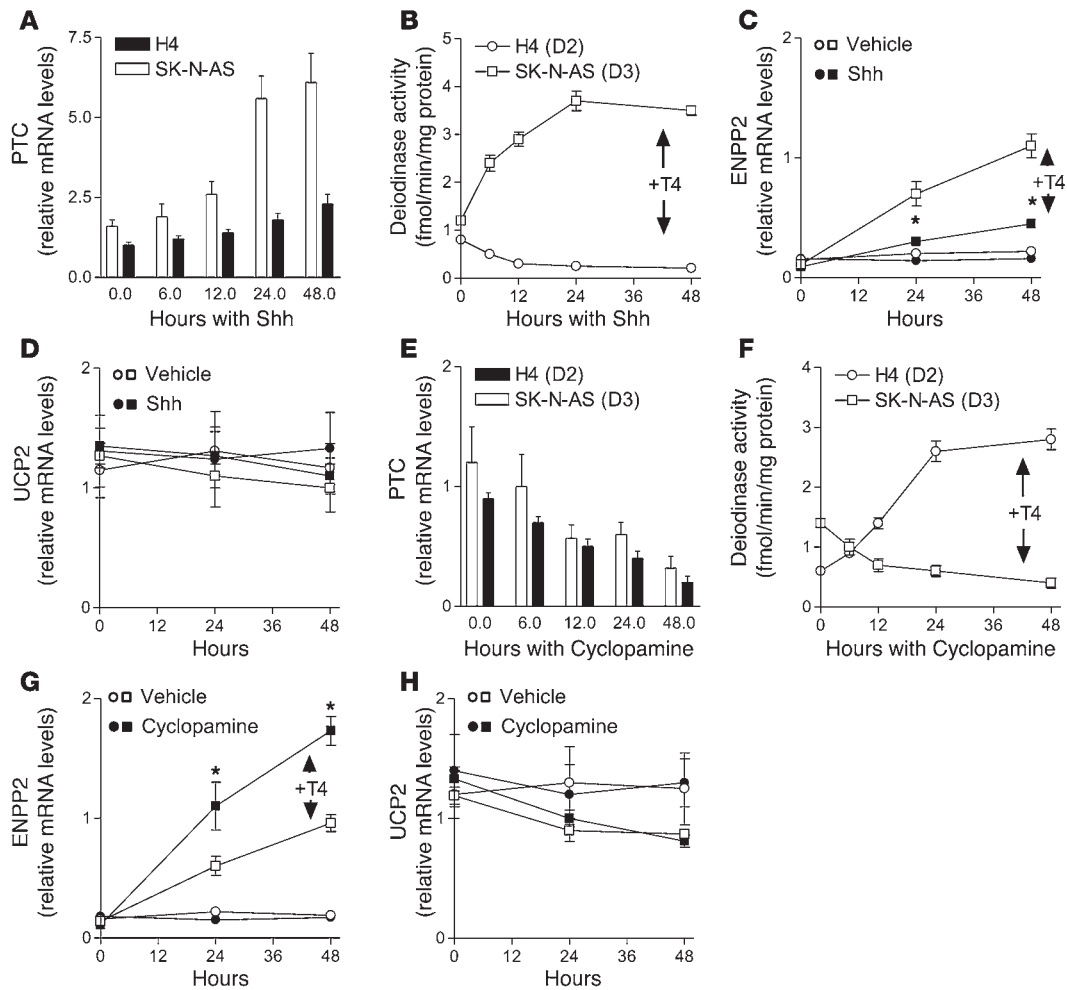 A
H4
SK-N-AS
PTC
(relative mRNA levels)
7.5
5.0
2.5
0.0
0.0 6.0 12.0 24.0 48.0
Hours with Shh
B
H4 (D2)
SK-N-AS (D3)
Deiodinase activity
(fmol/min/mg protein)
5
4
3
2
1
0
+T4
0 12 24 36 48
Hours with Shh
C
Vehicle
Shh
ENPP2
(relative mRNA levels)
2
1
0
* *
+T4
0 12 24 36 48
Hours
D
Vehicle
Shh
UCP2
(relative mRNA levels)
2
1
0
0 12 24 36 48
Hours
E
H4 (D2)
SK-N-AS (D3)
PTC
(relative mRNA levels)
2
1
0
0.0 6.0 12.0 24.0 48.0
Hours with Cyclopamine
F
H4 (D2)
SK-N-AS (D3)
Deiodinase activity
(fmol/min/mg protein)
4
3
2
1
0
+T4
0 12 24 36 48
Hours with Cyclopamine
G
Vehicle
Cyclopamine
ENPP2
(relative mRNA levels)
2
1
0
* *
+T4
0 12 24 36 48
Hours
H
Vehicle
Cyclopamine
UCP2
(relative mRNA levels)
2
1
0
0 12 24 36 48
Hours